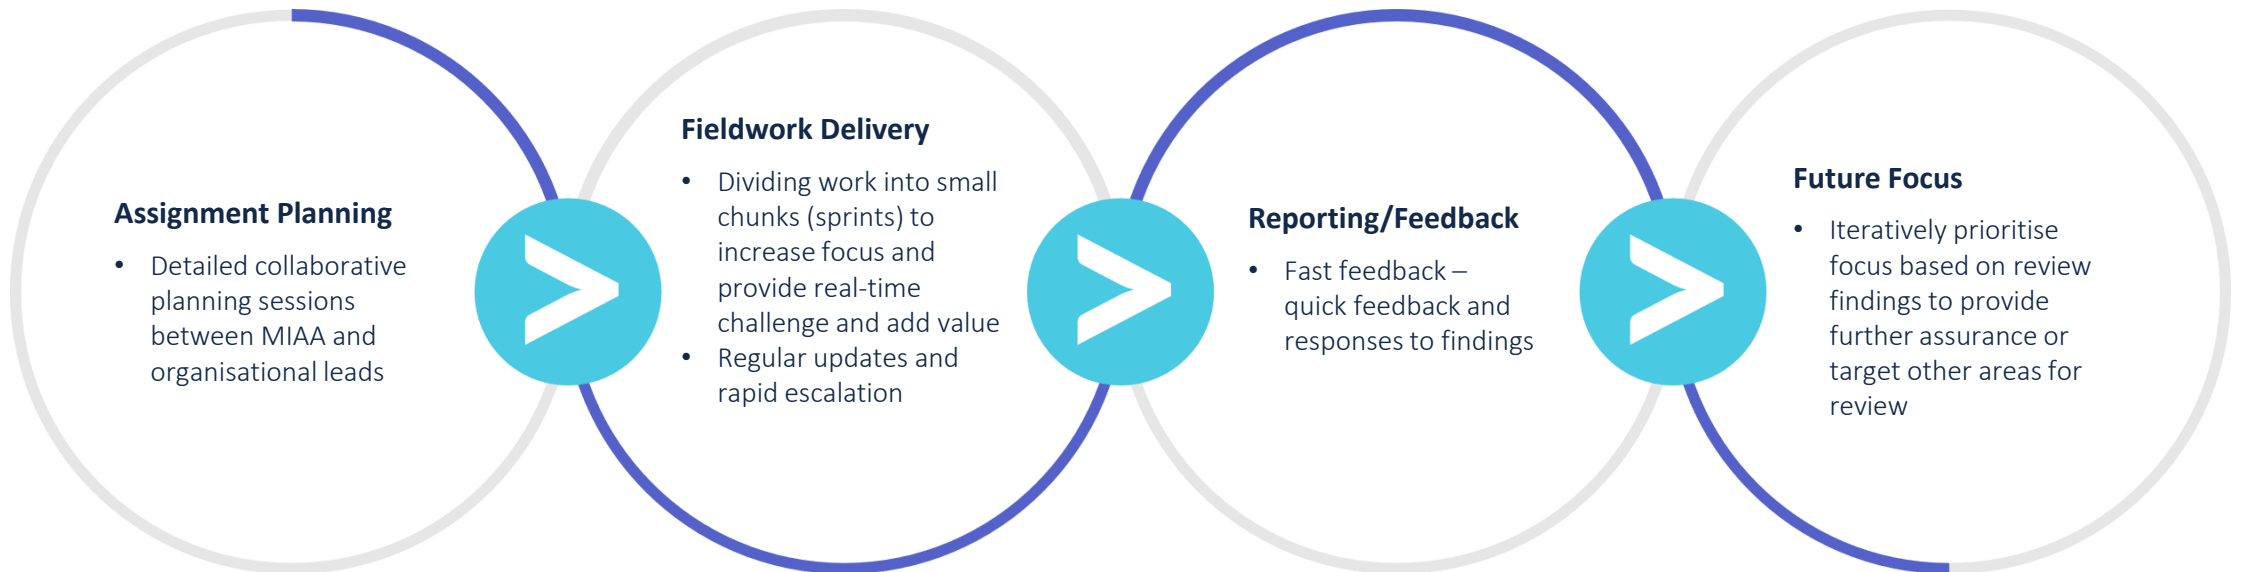 Assignment Planning
• Detailed collaborative
planning sessions
between MIAA and
organisational leads
Fieldwork Delivery
• Dividing work into small
chunks (sprints) to
increase focus and
provide real-time
challenge and add value
• Regular updates and
rapid escalation
Reporting/Feedback
• Fast feedback –
quick feedback and
responses to findings
Future Focus
• Iteratively prioritise
focus based on review
findings to provide
further assurance or
target other areas for
review